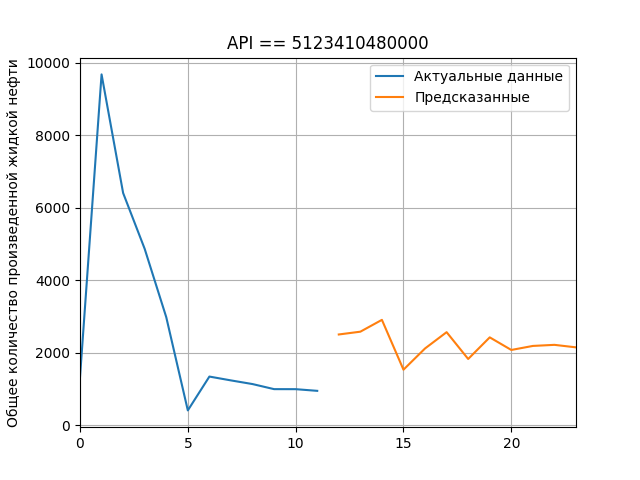 API == 5123410480000
Общее количество произведенной жидкой нефти
10000
8000
6000
4000
2000
0
0 5 10 15 20
Актуальные данные
Предсказанные